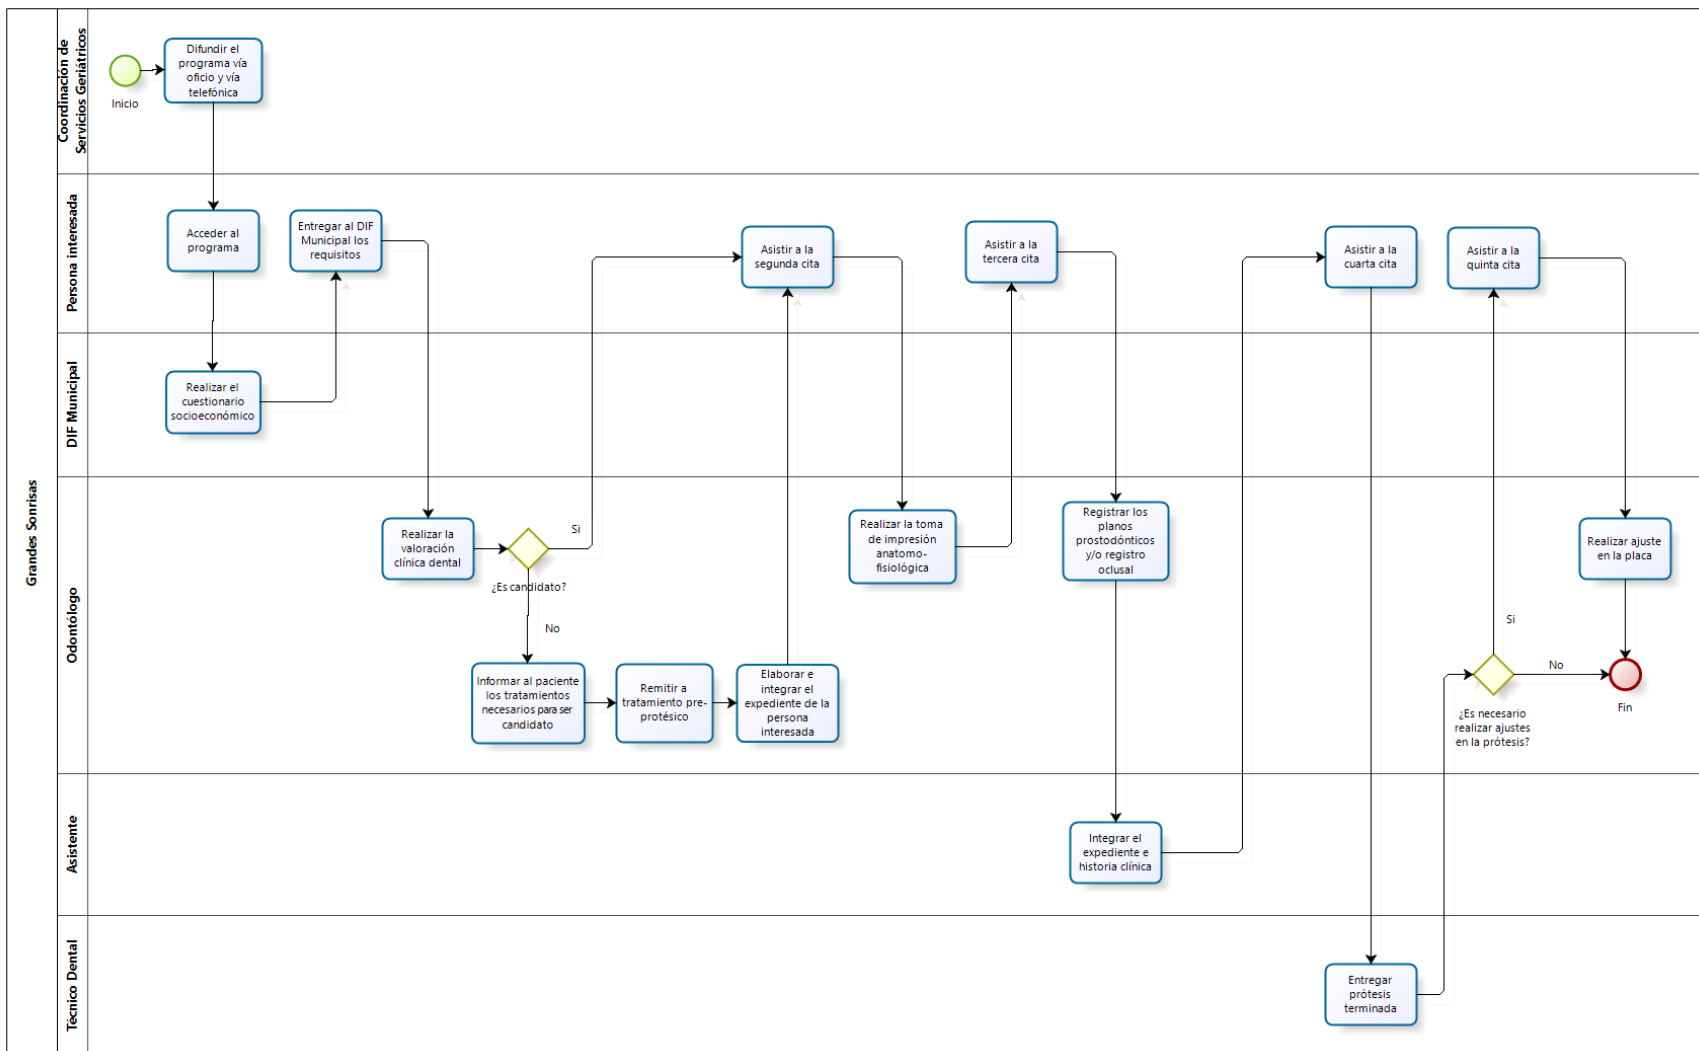 Grandes Sonrisas
Coordinación de
Servicios Geriátricos
Inicio
Difundir el
programa vía
oficio y vía
telefónica
Persona interesada
Acceder al
programa
Entregar al DIF
Municipal los
requisitos
Asistir a la
segunda cita
Asistir a la
tercera cita
Asistir a la
cuarta cita
Asistir a la
quinta cita
DIF Municipal
Realizar el
cuestionario
socioeconómico
Odontólogo
Realizar la
valoración
clínica dental
¿Es candidato?
Si
No
Informar al paciente
los tratamientos
necesarios para ser
candidato
Remitir a
tratamiento pre-
protésico
Elaborar e
integrar el
expediente de la
persona
interesada
Realizar la toma
de impresión
anatomo-
fisiológica
Registrar los
planos
prostodónticos
y/o registro
oclusal
¿Es necesario
realizar ajustes
en la prótesis?
Si
No
Realizar ajuste
en la placa
Fin
Asistente
Integrar el
expediente e
historia clínica
Técnico Dental
Entregar
prótesis
terminada